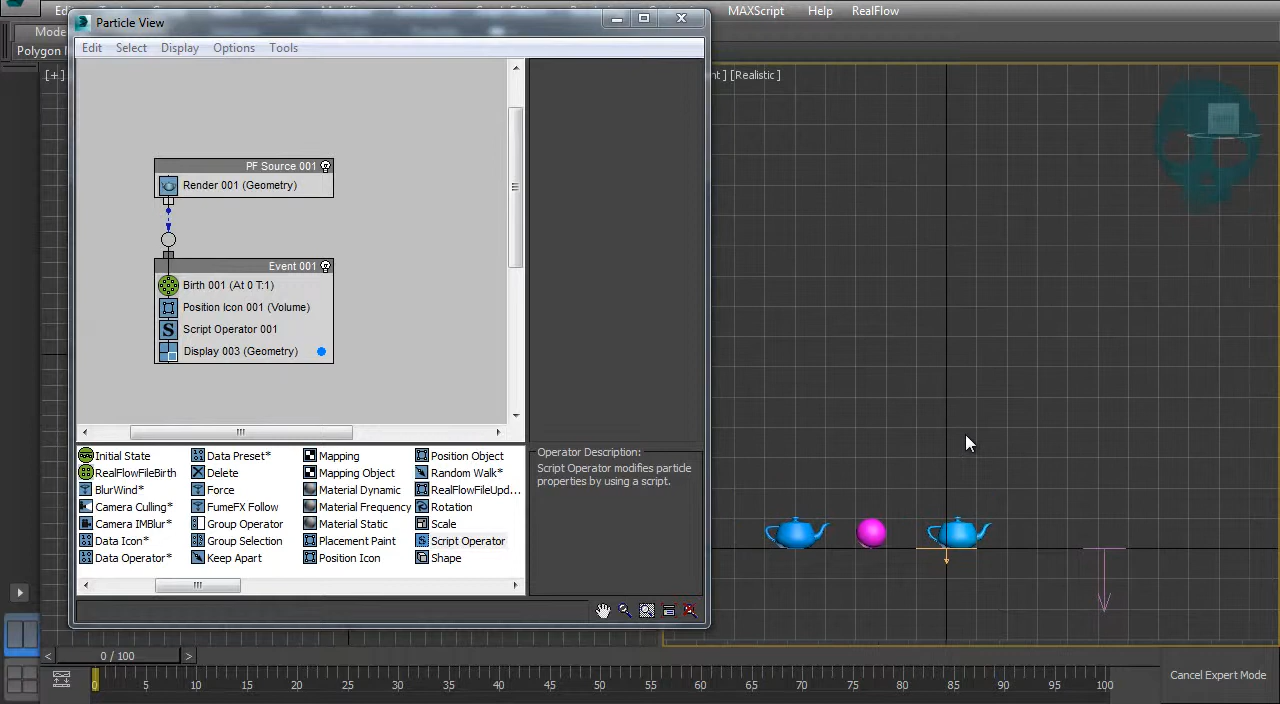 MAXScript Help RealFlow
Mode
Polygon M
Particle View
Edit Select Display Options Tools
[+]
nt ] [Realistic ]
PF Source 001
Render 001 (Geometry)
Event 001
Birth 001 (At 0 T:1)
Position Icon 001 (Volume)
S Script Operator 001
Display 003 (Geometry)
Initial State
RealFlowFileBirth
BlurWind*
Camera Culling*
Camera IMBlur*
Data Icon*
Data Operator*
Data Preset*
Delete
Force
FumeFX Follow
Group Operator
Group Selection
Keep Apart
Mapping
Mapping Object
Material Dynamic
Material Frequency
Material Static
Placement Paint
Position Icon
Position Object
Random Walk*
RealFlowFileUpd...
Rotation
Scale
S Script Operator
Shape
Operator Description:
Script Operator modifies particle
properties by using a script.
< 0 / 100 >
0 5 10 15 20 25 30 35 40 45 50 55 60 65 70 75 80 85 90 95 100
Cancel Expert Mode